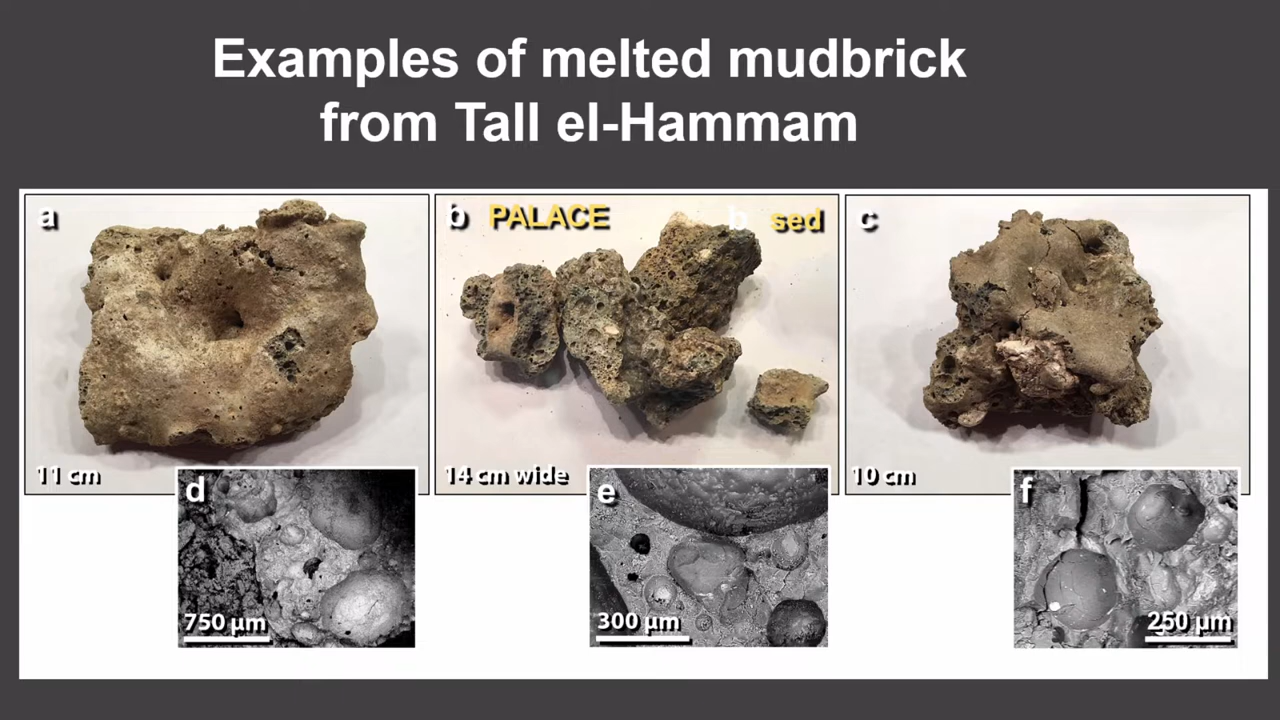 Examples of melted mudbrick
from Tall el-Hammam
a
b PALACE b sed
c
11 cm
14 cm wide
10 cm
d
e
f
750 µm
300 µm
250 µm